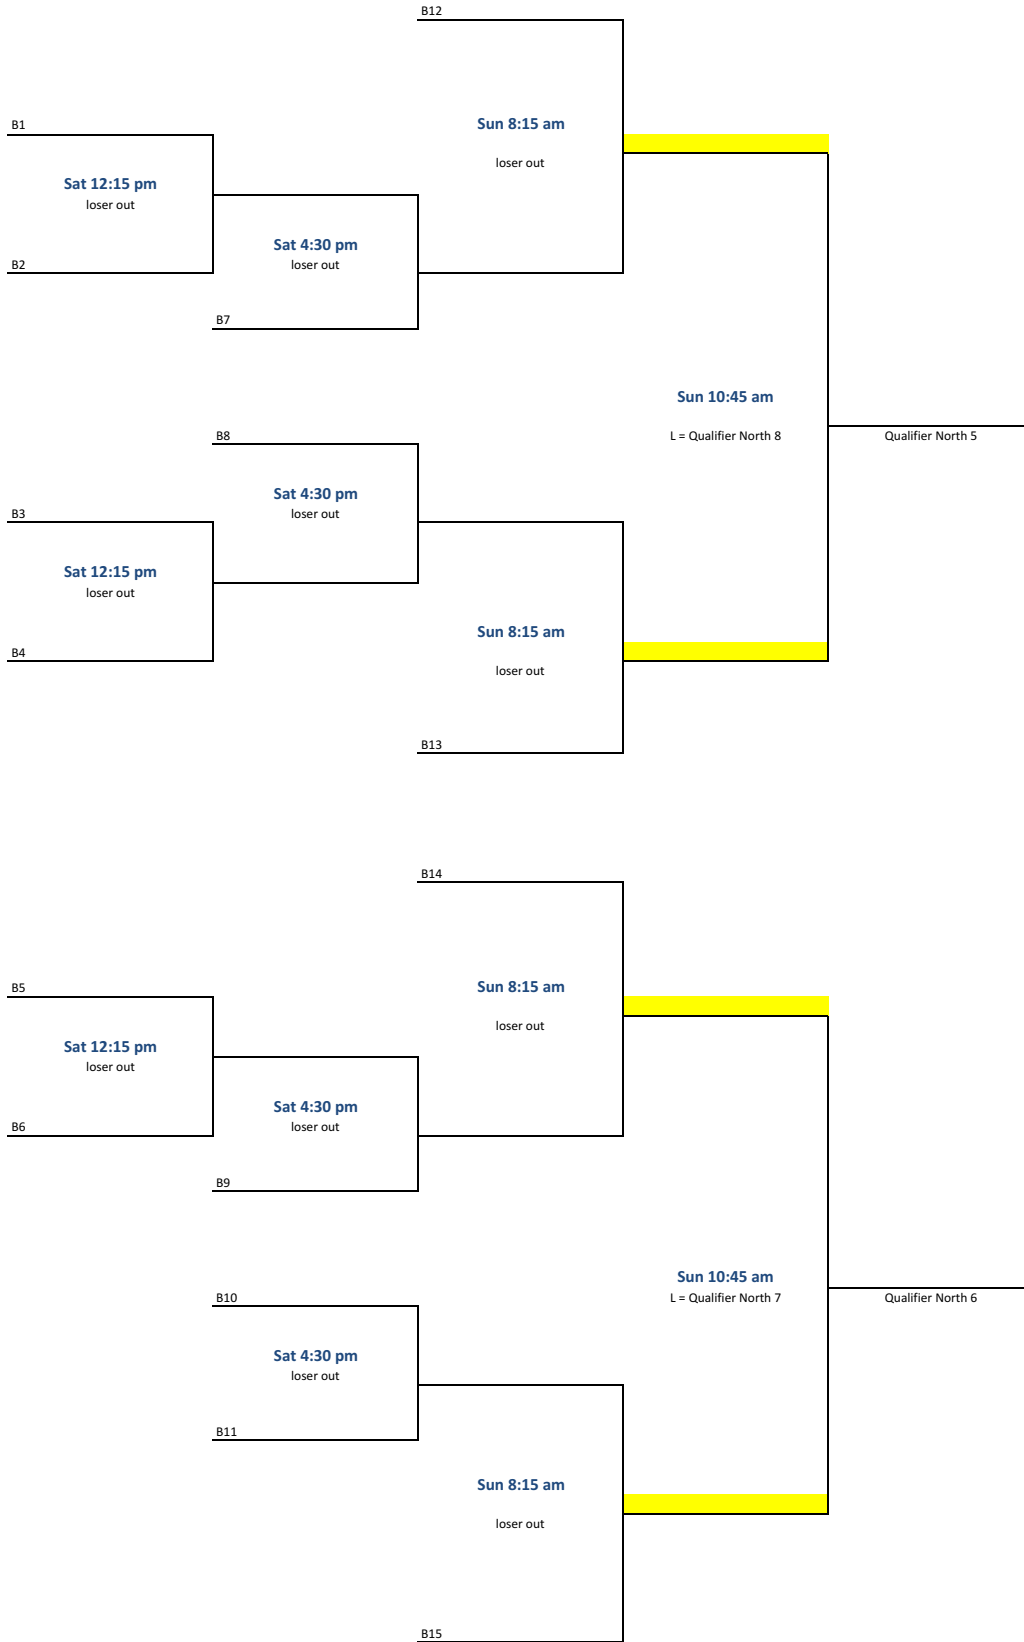 B12
B1
Sun 8:15 am
loser out
Sat 12:15 pm
loser out
Sat 4:30 pm
loser out
B2
B7
Sun 10:45 am
L = Qualifier North 8
Qualifier North 5
B8
Sat 4:30 pm
loser out
B3
Sat 12:15 pm
loser out
Sun 8:15 am
loser out
B4
B13
B14
B5
Sun 8:15 am
loser out
Sat 12:15 pm
loser out
Sat 4:30 pm
loser out
B6
B9
Sun 10:45 am
L = Qualifier North 7
Qualifier North 6
B10
Sat 4:30 pm
loser out
B11
Sun 8:15 am
loser out
B15